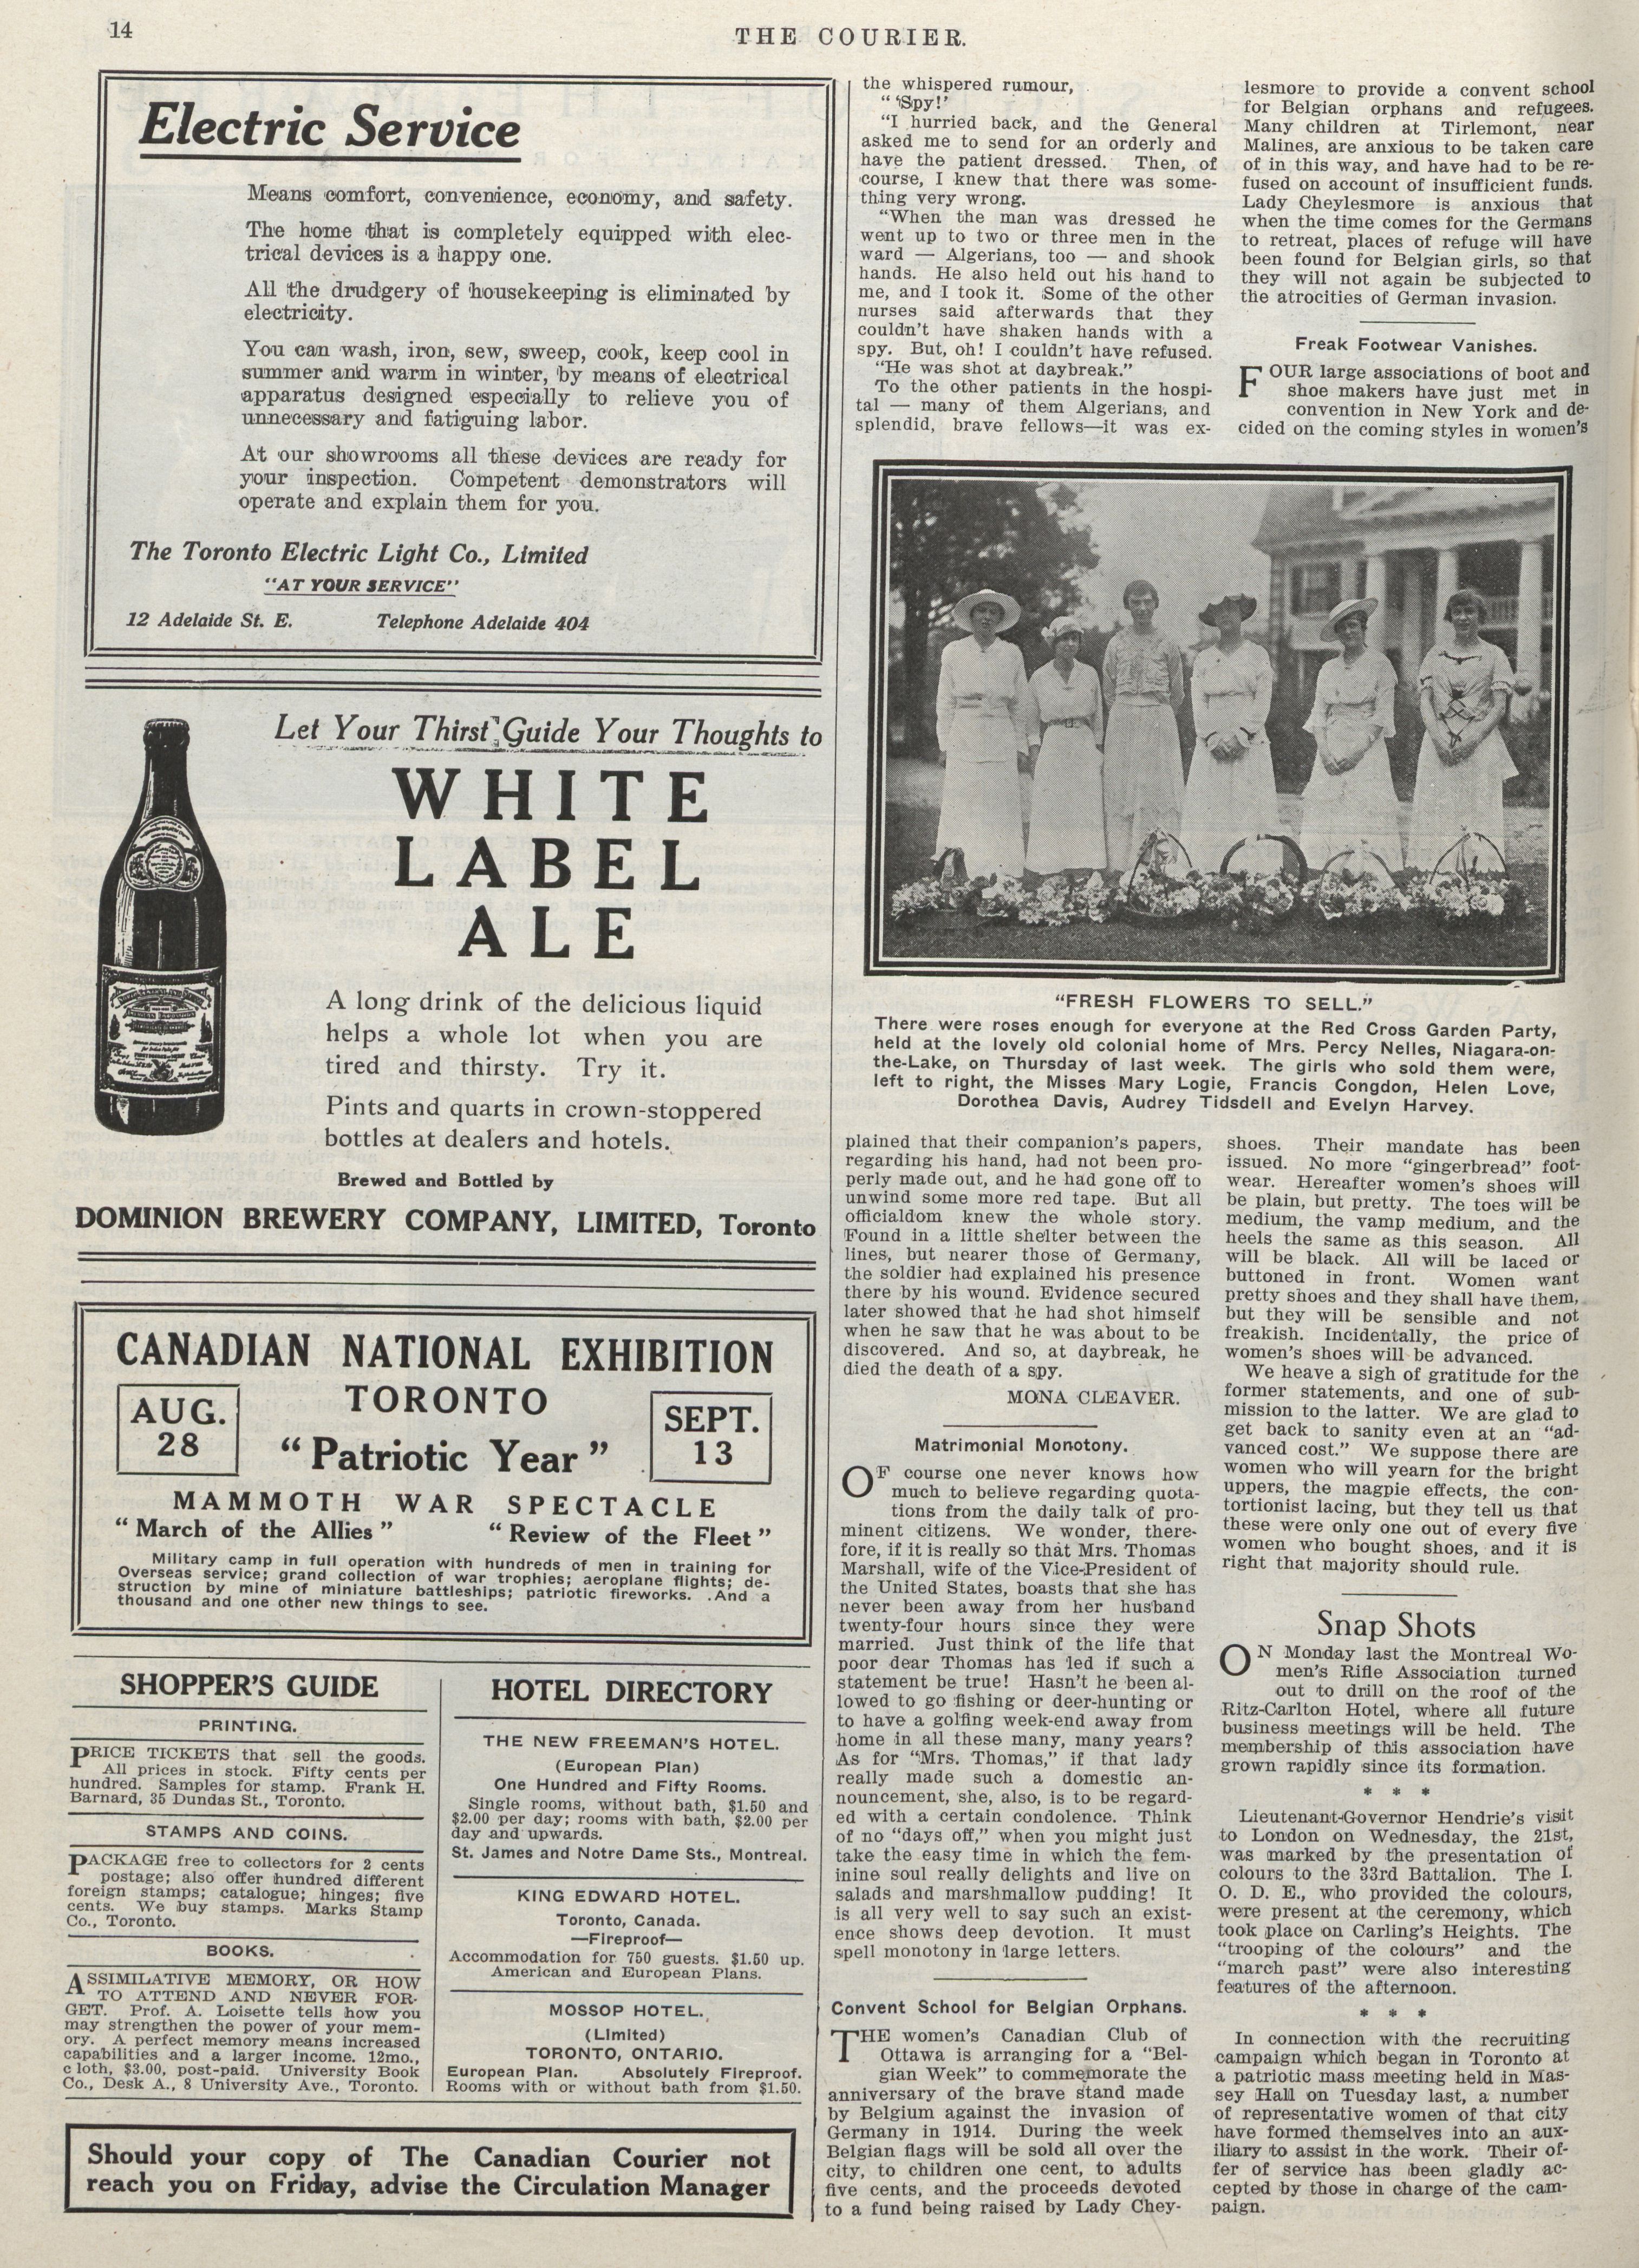 14
THE COURIER.
Electric Service
Means comfort, convenience, economy, and safety.
The home that is completely equipped with elec-
trical devices is a happy one.
All the drudgery of housekeeping is eliminated by
electricity.
You can wash, iron, sew, sweep, cook, keep cool in
summer and warm in winter, by means of electrical
apparatus designed especially to relieve you of
unnecessary and fatiguing labor.
At our showrooms all these devices are ready for
your inspection. Competent demonstrators will
operate and explain them for you.
The Toronto Electric Light Co., Limited
"AT YOUR SERVICE"
12 Adelaide St. E. Telephone Adelaide 404
Let Your Thirst Guide Your Thoughts to
WHITE
LABEL
ALE
A long drink of the delicious liquid
helps a whole lot when you are
tired and thirsty. Try it.
Pints and quarts in crown-stoppered
bottles at dealers and hotels.
Brewed and Bottled by
DOMINION BREWERY COMPANY, LIMITED, Toronto
CANADIAN NATIONAL EXHIBITION
TORONTO
AUG.
28
"Patriotic Year"
SEPT.
13
MAMMOTH WAR SPECTACLE
"March of the Allies" "Review of the Fleet"
Military camp in full operation with hundreds of men in training for
Overseas service; grand collection of war trophies; aeroplane flights; de-
struction by mine of miniature battleships; patriotic fireworks. And a
thousand and one other new things to see.
SHOPPER'S GUIDE
PRINTING.
PRICE TICKETS that sell the goods.
All prices in stock. Fifty cents per
hundred. Samples for stamp. Frank H.
Barnard, 35 Dundas St., Toronto.
STAMPS AND COINS.
PACKAGE free to collectors for 2 cents
postage; also offer hundred different
foreign stamps; catalogue; hinges; five
cents. We buy stamps. Marks Stamp
Co., Toronto.
BOOKS.
ASSIMILATIVE MEMORY, OR HOW
TO ATTEND AND NEVER FOR-
GET. Prof. A. Loisette tells how you
may strengthen the power of your mem-
ory. A perfect memory means increased
capabilities and a larger income. 12mo.,
cloth, $3.00, post-paid. University Book
Co., Desk A., 8 University Ave., Toronto.
HOTEL DIRECTORY
THE NEW FREEMAN'S HOTEL.
(European Plan)
One Hundred and Fifty Rooms.
Single rooms, without bath, $1.50 and
$2.00 per day; rooms with bath, $2.00 per
day and upwards.
St. James and Notre Dame Sts., Montreal.
KING EDWARD HOTEL.
Toronto, Canada.
—Fireproof—
Accommodation for 750 guests. $1.50 up.
American and European Plans.
MOSSOP HOTEL.
(Limited)
TORONTO, ONTARIO.
European Plan. Absolutely Fireproof.
Rooms with or without bath from $1.50.
Should your copy of The Canadian Courier not
reach you on Friday, advise the Circulation Manager
the whispered rumour,
"'Spy!'
"I hurried back, and the General
asked me to send for an orderly and
have the patient dressed. Then, of
course, I knew that there was some-
thing very wrong.
"When the man was dressed he
went up to two or three men in the
ward — Algerians, too — and shook
hands. He also held out his hand to
me, and I took it. Some of the other
nurses said afterwards that they
couldn't have shaken hands with a
spy. But, oh! I couldn't have refused.
"He was shot at daybreak."
To the other patients in the hospi-
tal — many of them Algerians, and
splendid, brave fellows—it was ex-
lesmore to provide a convent school
for Belgian orphans and refugees.
Many children at Tirlemont, near
Malines, are anxious to be taken care
of in this way, and have had to be re-
fused on account of insufficient funds.
Lady Cheylesmore is anxious that
when the time comes for the Germans
to retreat, places of refuge will have
been found for Belgian girls, so that
they will not again be subjected to
the atrocities of German invasion.
Freak Footwear Vanishes.
FOUR large associations of boot and
shoe makers have just met in
convention in New York and de-
cided on the coming styles in women's
"FRESH FLOWERS TO SELL."
There were roses enough for everyone at the Red Cross Garden Party,
held at the lovely old colonial home of Mrs. Percy Nelles, Niagara-on-
the-Lake, on Thursday of last week. The girls who sold them were,
left to right, the Misses Mary Logie, Francis Congdon, Helen Love,
Dorothea Davis, Audrey Tidsdell and Evelyn Harvey.
plained that their companion's papers,
regarding his hand, had not been pro-
perly made out, and he had gone off to
unwind some more red tape. But all
officialdom knew the whole story.
Found in a little shelter between the
lines, but nearer those of Germany,
the soldier had explained his presence
there by his wound. Evidence secured
later showed that he had shot himself
when he saw that he was about to be
discovered. And so, at daybreak, he
died the death of a spy.
MONA CLEAVER.
Matrimonial Monotony.
OF course one never knows how
much to believe regarding quota-
tions from the daily talk of pro-
minent citizens. We wonder, there-
fore, if it is really so that Mrs. Thomas
Marshall, wife of the Vice-President of
the United States, boasts that she has
never been away from her husband
twenty-four hours since they were
married. Just think of the life that
poor dear Thomas has led if such a
statement be true! Hasn't he been al-
lowed to go fishing or deer-hunting or
to have a golfing week-end away from
home in all these many, many years?
As for "Mrs. Thomas," if that lady
really made such a domestic an-
nouncement, she, also, is to be regard-
ed with a certain condolence. Think
of no "days off," when you might just
take the easy time in which the fem-
inine soul really delights and live on
salads and marshmallow pudding! It
is all very well to say such an exist-
ence shows deep devotion. It must
spell monotony in large letters.
Convent School for Belgian Orphans.
THE women's Canadian Club of
Ottawa is arranging for a "Bel-
gian Week" to commemorate the
anniversary of the brave stand made
by Belgium against the invasion of
Germany in 1914. During the week
Belgian flags will be sold all over the
city, to children one cent, to adults
five cents, and the proceeds devoted
to a fund being raised by Lady Chey-
shoes. Their mandate has been
issued. No more "gingerbread" foot-
wear. Hereafter women's shoes will
be plain, but pretty. The toes will be
medium, the vamp medium, and the
heels the same as this season. All
will be black. All will be laced or
buttoned in front. Women want
pretty shoes and they shall have them,
but they will be sensible and not
freakish. Incidentally, the price of
women's shoes will be advanced.
We heave a sigh of gratitude for the
former statements, and one of sub-
mission to the latter. We are glad to
get back to sanity even at an "ad-
vanced cost." We suppose there are
women who will yearn for the bright
uppers, the magpie effects, the con-
tortionist lacing, but they tell us that
these were only one out of every five
women who bought shoes, and it is
right that majority should rule.
Snap Shots
ON Monday last the Montreal Wo-
men's Rifle Association turned
out to drill on the roof of the
Ritz-Carlton Hotel, where all future
business meetings will be held. The
membership of this association have
grown rapidly since its formation.
* * *
Lieutenant-Governor Hendrie's visit
to London on Wednesday, the 21st,
was marked by the presentation of
colours to the 33rd Battalion. The I.
O. D. E., who provided the colours,
were present at the ceremony, which
took place on Carling's Heights. The
"trooping of the colours" and the
"march past" were also interesting
features of the afternoon.
* * *
In connection with the recruiting
campaign which began in Toronto at
a patriotic mass meeting held in Mas-
sey Hall on Tuesday last, a number
of representative women of that city
have formed themselves into an aux-
iliary to assist in the work. Their of-
fer of service has been gladly ac-
cepted by those in charge of the cam-
paign.